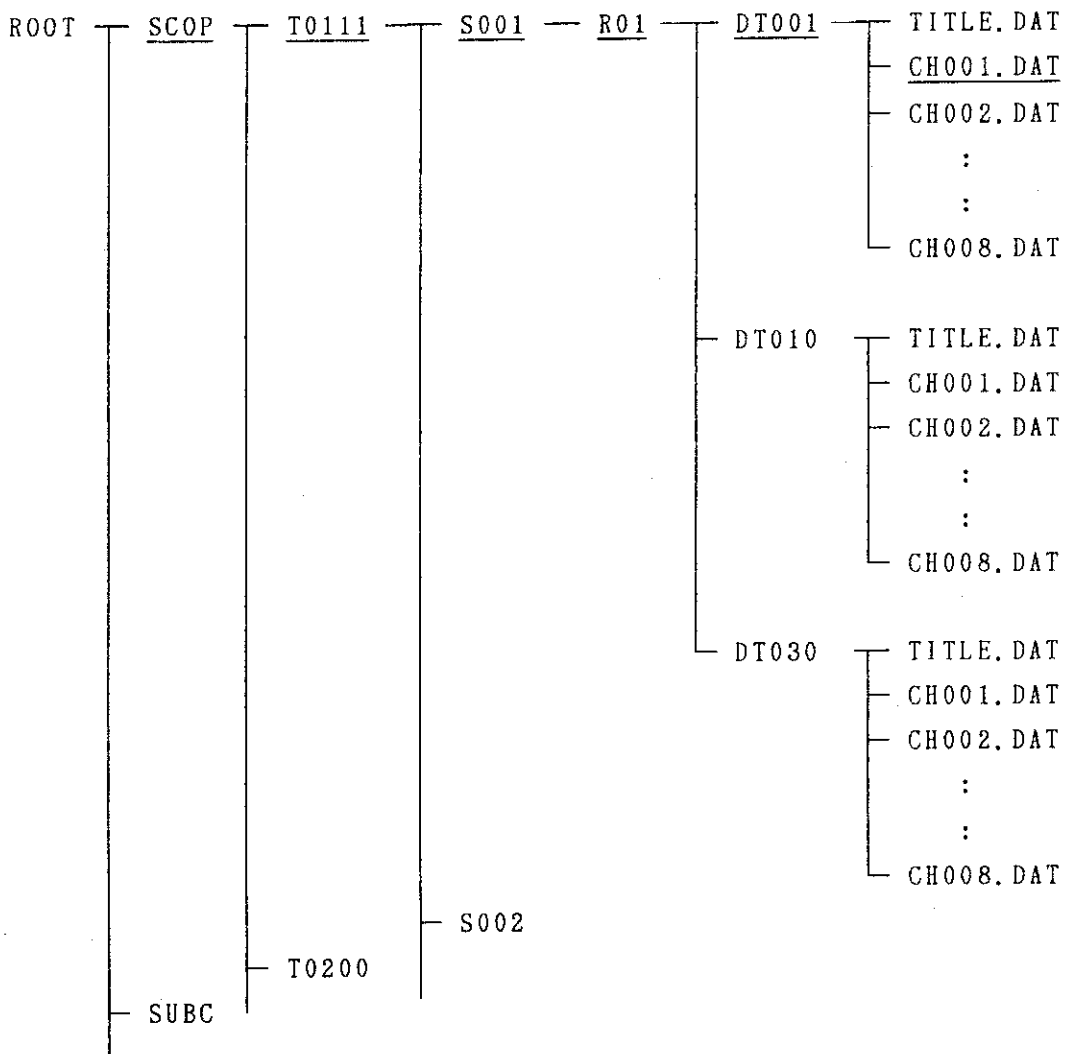 ROOT SCOP T0111 S001 R01 DT001 TITLE.DAT
CH001.DAT
CH002.DAT
:
:
CH008.DAT
DT010 TITLE.DAT
CH001.DAT
CH002.DAT
:
:
CH008.DAT
DT030 TITLE.DAT
CH001.DAT
CH002.DAT
:
:
CH008.DAT
S002
T0200
SUBC